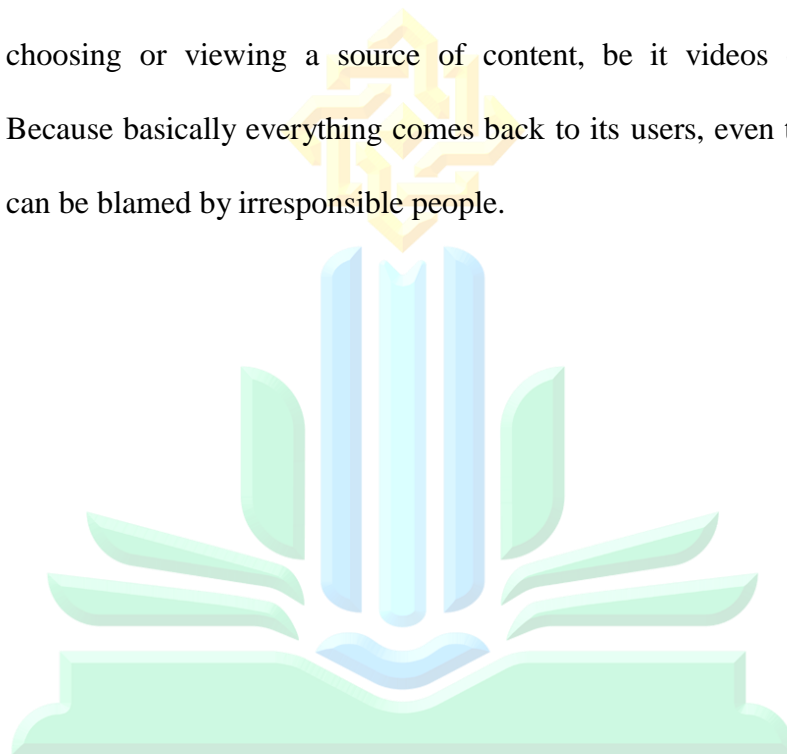 choosing or viewing a source of content, be it videos
Because basically everything comes back to its users, even
can be blamed by irresponsible people.